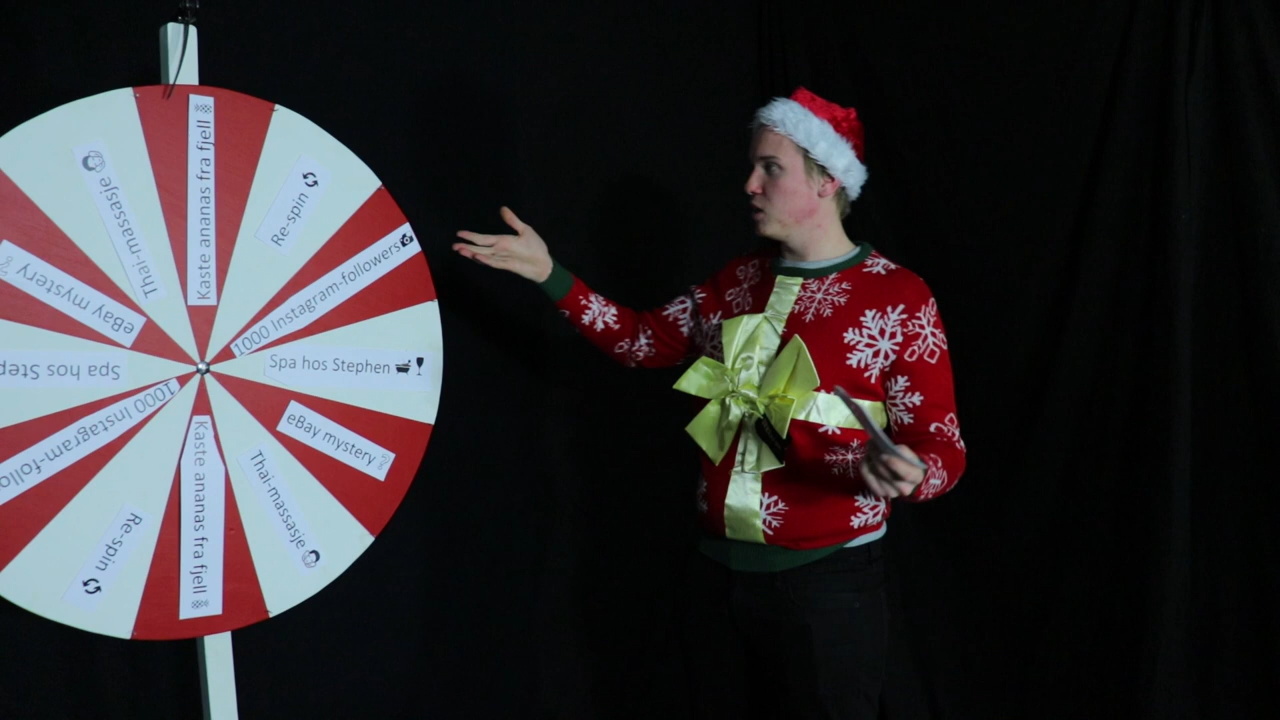 Kaste ananas fra fjell
Re-spin
1000 Instagram-followers
Spa hos Stephen
eBay mystery
Thai-massasje
Kaste ananas fra fjell
Re-spin
1000 Instagram-follo
Spa hos Step
eBay mystery
Thai-massasje